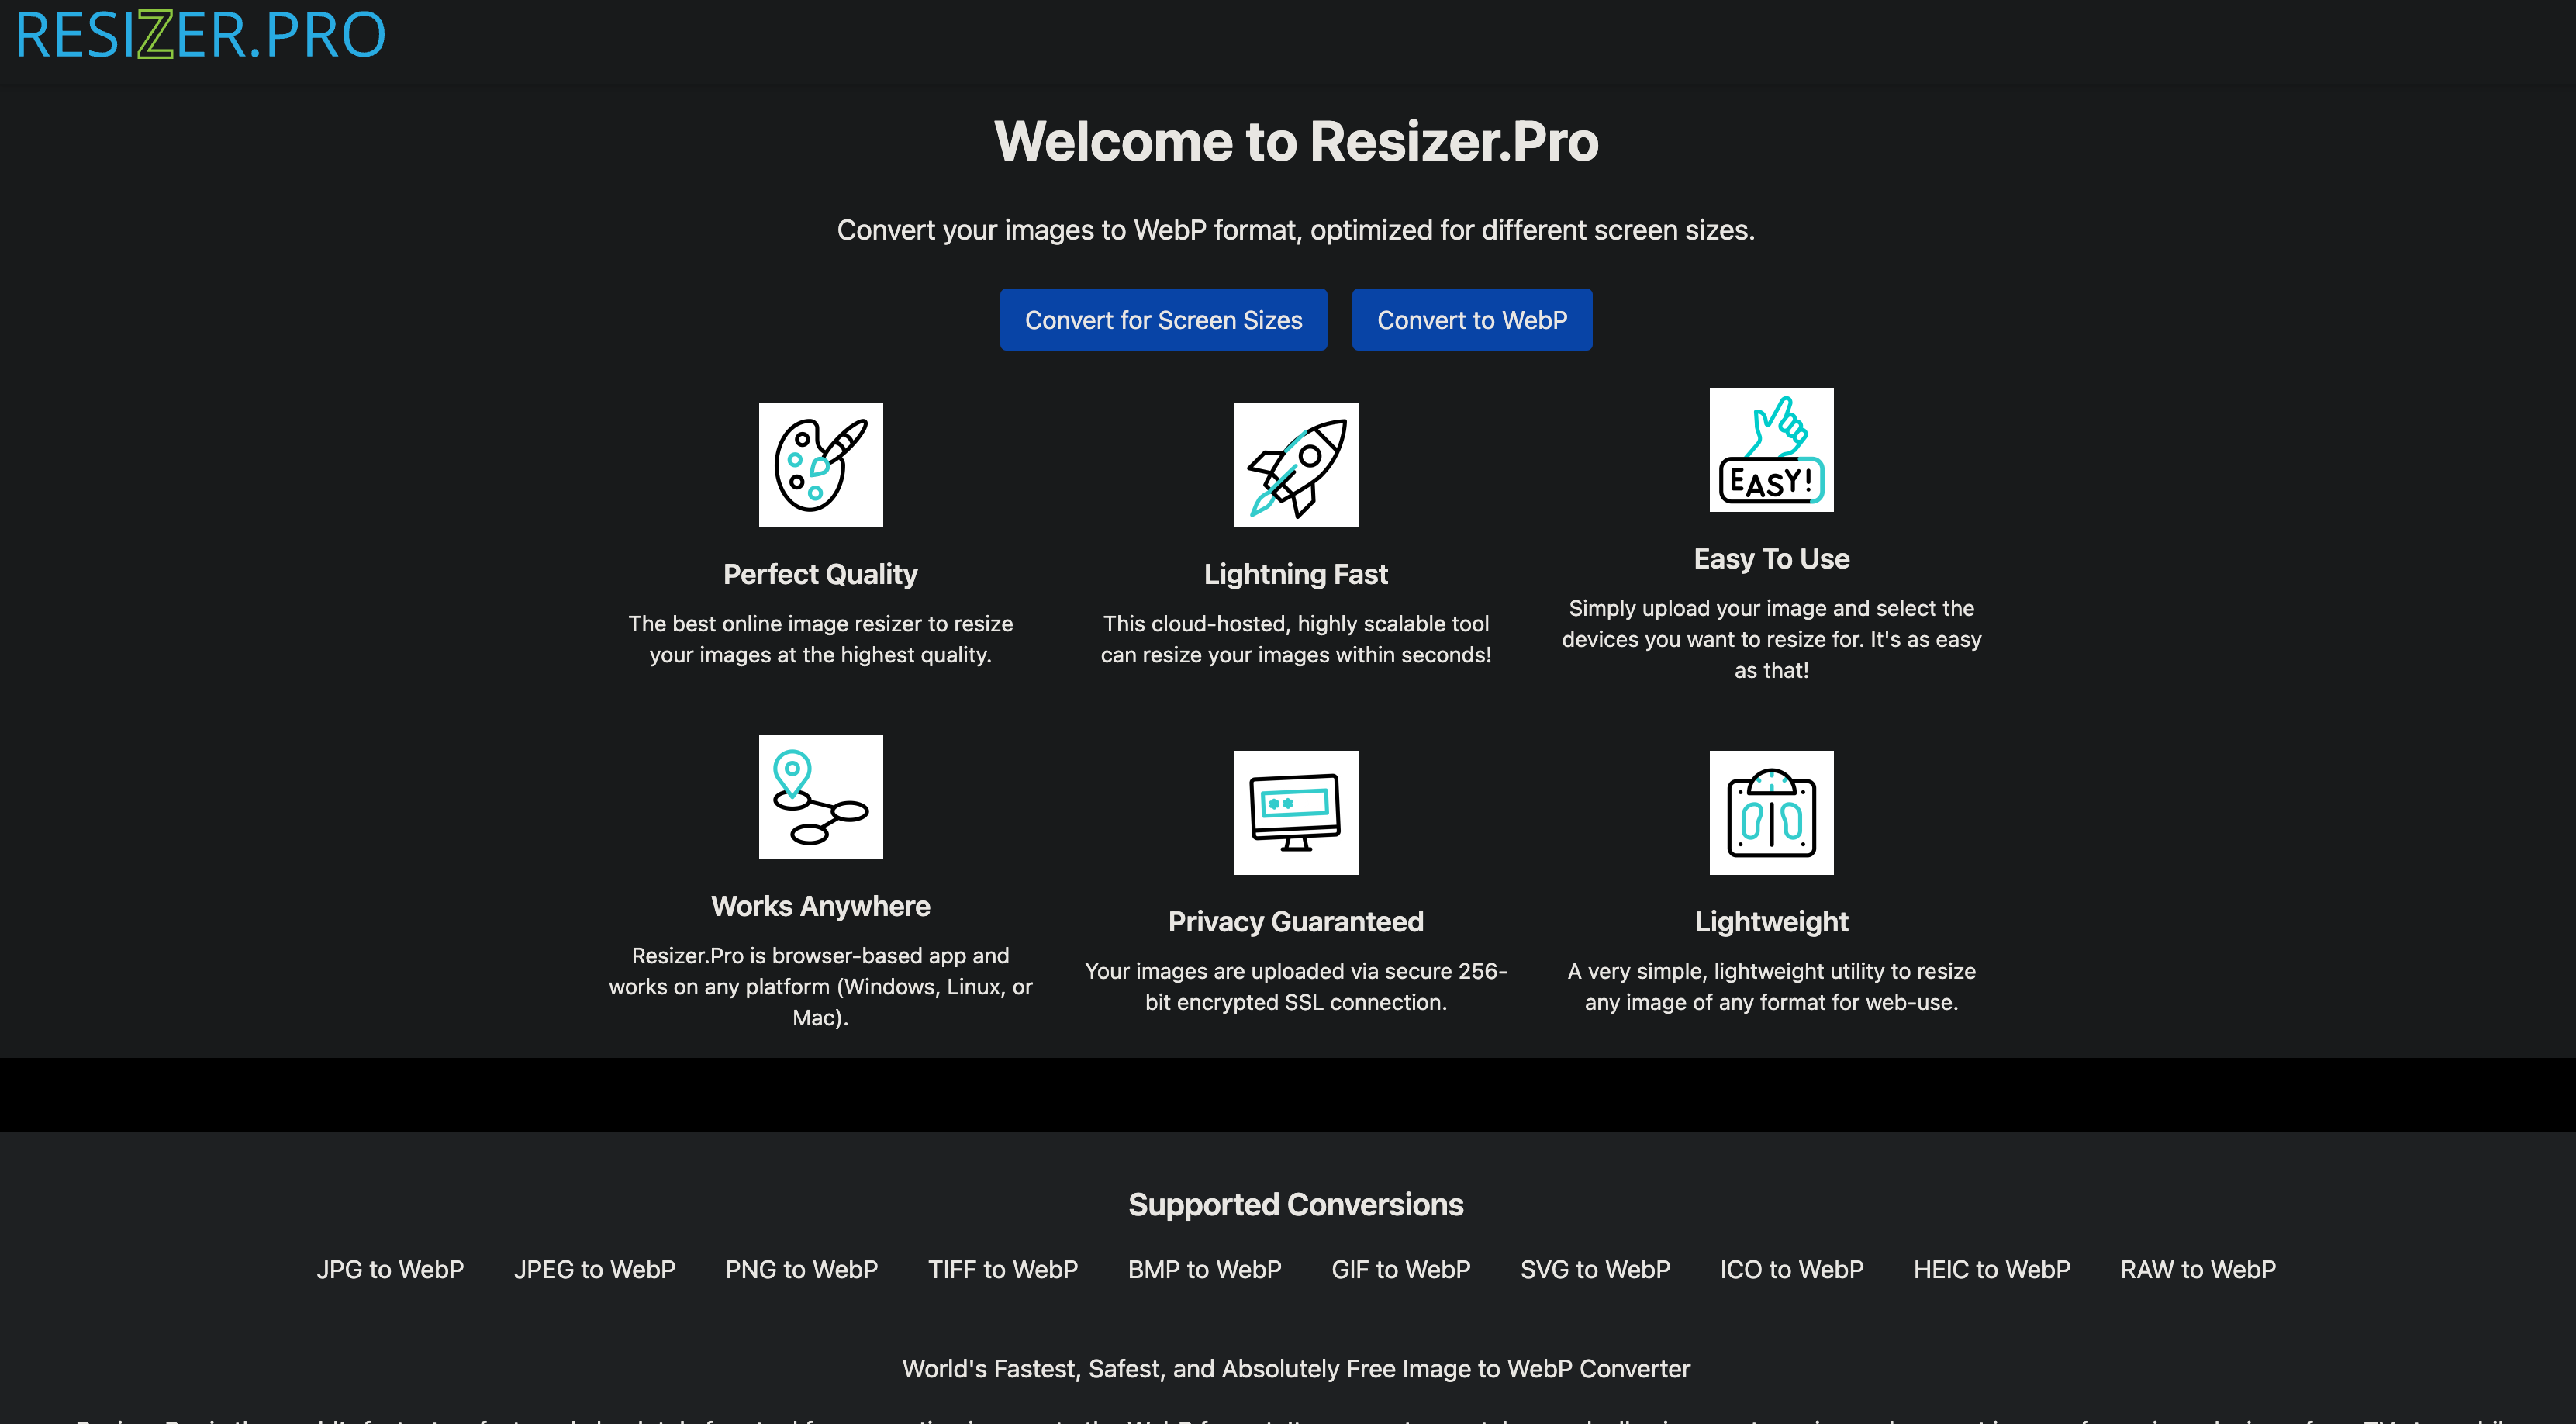 RESIZER.PRO
Welcome to Resizer.Pro
Convert your images to WebP format, optimized for different screen sizes.
Convert for Screen Sizes
Convert to WebP
EASY!
Perfect Quality
The best online image resizer to resize
your images at the highest quality.
Lightning Fast
This cloud-hosted, highly scalable tool
can resize your images within seconds!
Easy To Use
Simply upload your image and select the
devices you want to resize for. It's as easy
as that!
Works Anywhere
Resizer.Pro is browser-based app and
works on any platform (Windows, Linux, or
Mac).
Privacy Guaranteed
Your images are uploaded via secure 256-
bit encrypted SSL connection.
Lightweight
A very simple, lightweight utility to resize
any image of any format for web-use.
Supported Conversions
JPG to WebP JPEG to WebP PNG to WebP TIFF to WebP BMP to WebP GIF to WebP SVG to WebP ICO to WebP HEIC to WebP RAW to WebP
World's Fastest, Safest, and Absolutely Free Image to WebP Converter